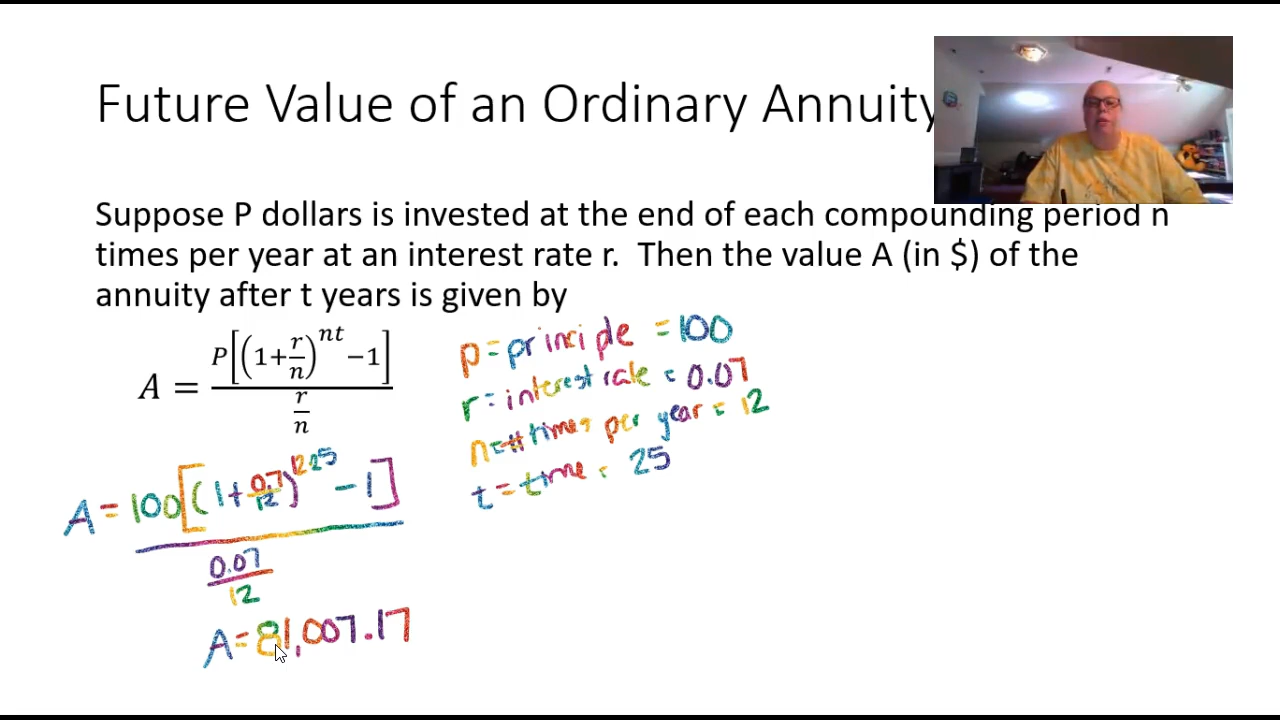 Future Value of an Ordinary Annuity
Suppose P dollars is invested at the end of each compounding period n
times per year at an interest rate r. Then the value A (in $) of the
annuity after t years is given by
A = P[(1+r/n)^nt −1] / r/n
p = principle = 100
r = interest rate = 0.07
n = # times per year = 12
t = time = 25
A = 100[(1+0.7/12)^12·25 −1] / 0.07/12
A = 81,007.17